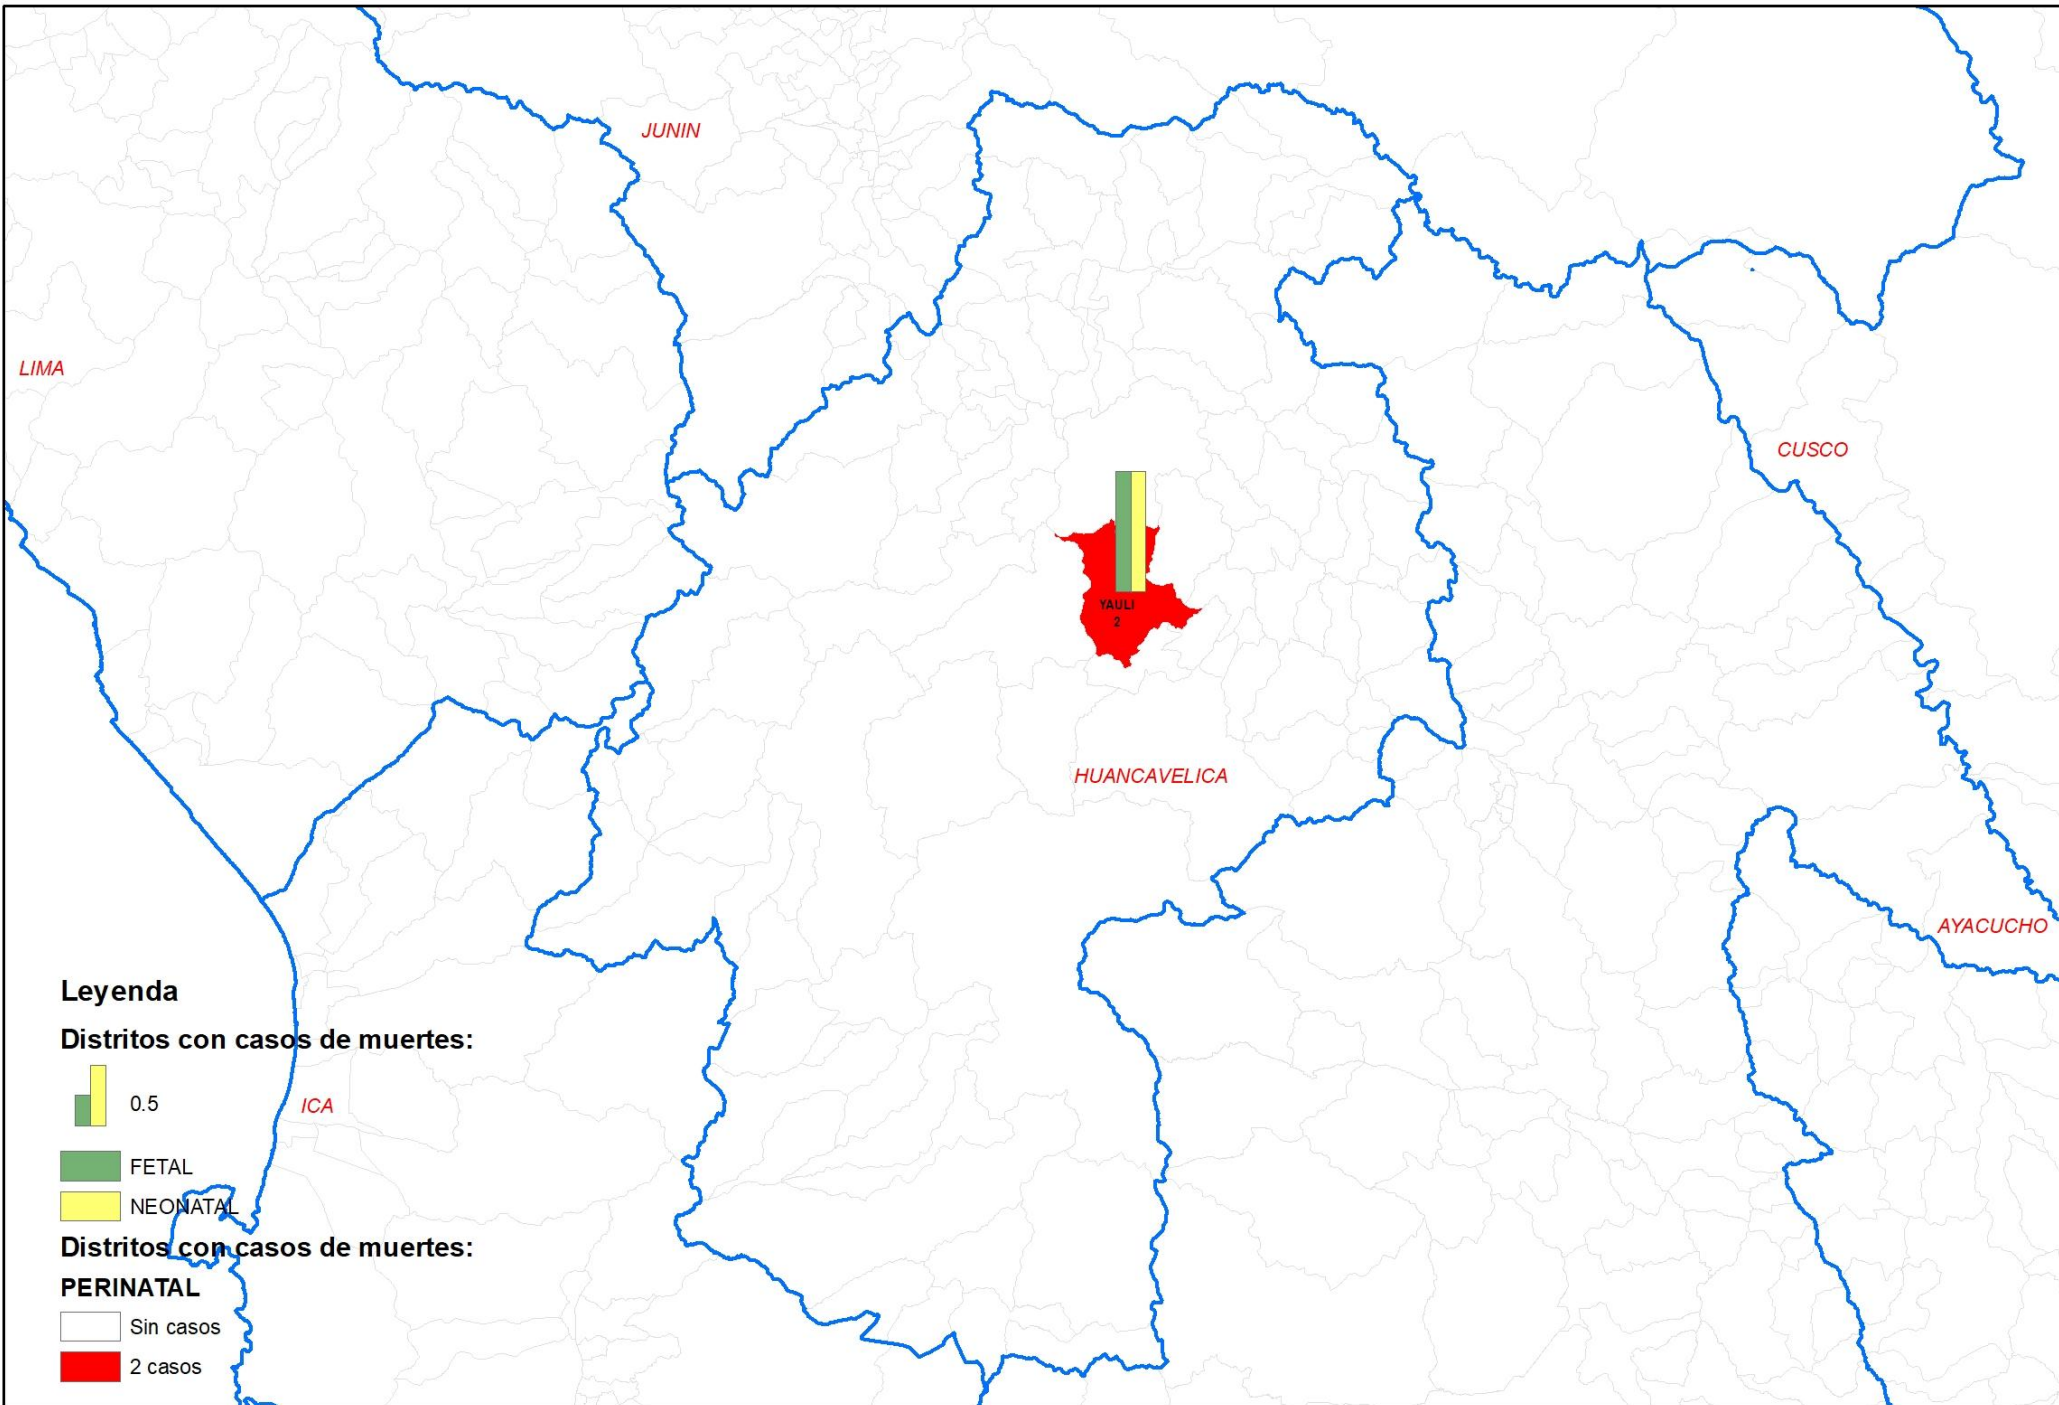 JUNIN
LIMA
CUSCO
YAULI
2
HUANCAVELICA
AYACUCHO
ICA
Leyenda
Distritos con casos de muertes:
0.5
FETAL
NEONATAL
Distritos con casos de muertes:
PERINATAL
Sin casos
2 casos